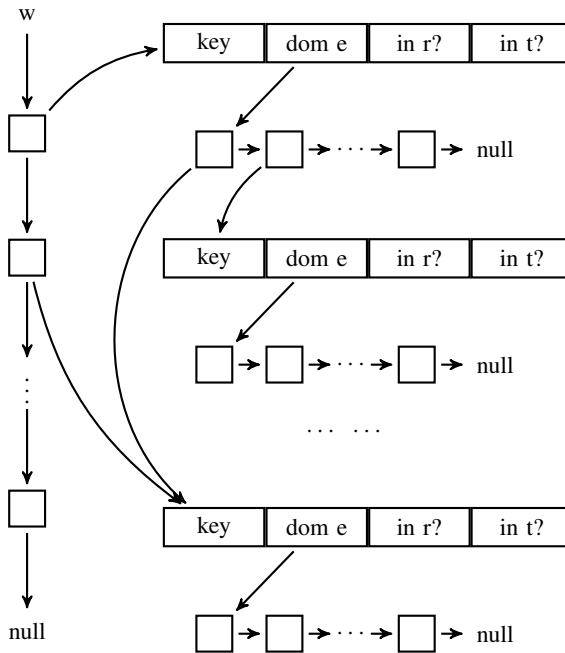 w
key dom e in r? in t?
··· null
key dom e in r? in t?
··· null
⋮
··· ···
key dom e in r? in t?
null
··· null